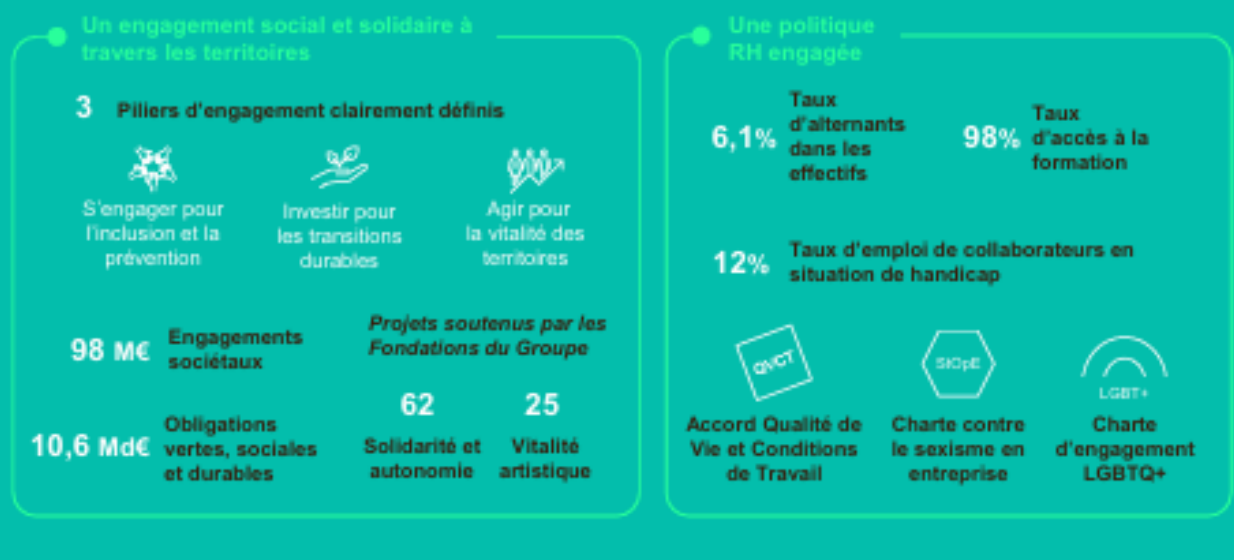 Un engagement social et solidaire à
travers les territoires
3 Piliers d'engagement clairement définis
S'engager pour
l'inclusion et la
prévention
Investir pour
les transitions
durables
Agir pour
la vitalité des
territoires
98 M€ Engagements
sociétaux
10,6 Md€ Obligations
vertes, sociales
et durables
Projets soutenus par les
Fondations du Groupe
62
Solidarité et
autonomie
25
Vitalité
artistique
Une politique
RH engagée
6,1% Taux
d'alternants
dans les
effectifs
98% Taux
d'accès à la
formation
12% Taux d'emploi de collaborateurs en
situation de handicap
QVCT
Accord Qualité de
Vie et Conditions
de Travail
StOpE
Charte contre
le sexisme en
entreprise
LGBT+
Charte
d'engagement
LGBTQ+